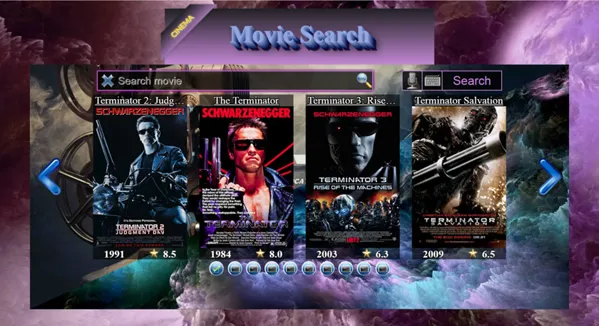 CINEMA
Movie Search
Search movie
Search
Terminator 2: Judg...
The Terminator
Terminator 3: Rise...
Terminator Salvation
SCHWARZENEGGER
TERMINATOR 2
JUDGMENT DAY
SCHWARZENEGGER
SCHWARZENEGGER
TERMINATOR 3
RISE OF THE MACHINES
TERMINATOR
SALVATION
1991 8.5
1984 8.0
2003 6.3
2009 6.5